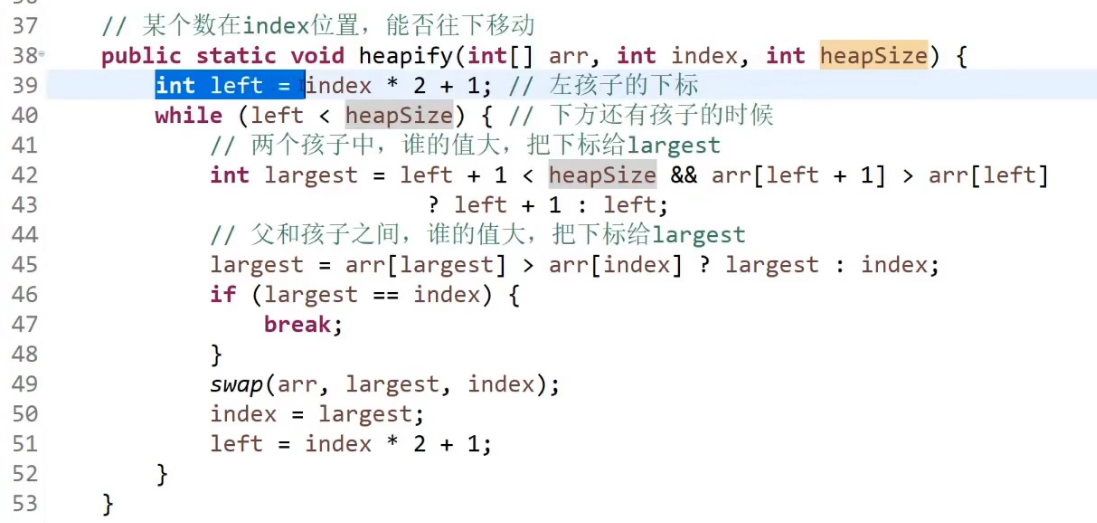 37 // 某个数在index位置，能否往下移动
38 public static void heapify(int[] arr, int index, int heapSize) {
39 int left = index * 2 + 1; // 左孩子的下标
40 while (left < heapSize) { // 下方还有孩子的时候
41 // 两个孩子中，谁的值大，把下标给largest
42 int largest = left + 1 < heapSize && arr[left + 1] > arr[left]
43 ? left + 1 : left;
44 // 父和孩子之间，谁的值大，把下标给largest
45 largest = arr[largest] > arr[index] ? largest : index;
46 if (largest == index) {
47 break;
48 }
49 swap(arr, largest, index);
50 index = largest;
51 left = index * 2 + 1;
52 }
53 }